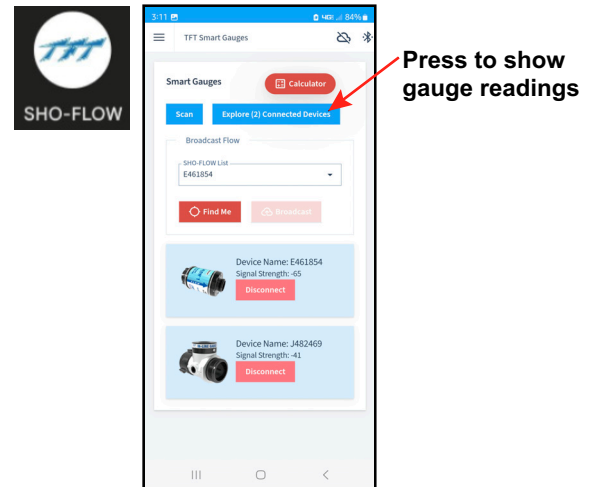 TFT
SHO-FLOW
3:11
84%
TFT Smart Gauges
Press to show
gauge readings
Smart Gauges
Calculator
Scan
Explore (2) Connected Devices
Broadcast Flow
SHO-FLOW List
E461854
Find Me
Broadcast
Device Name: E461854
Signal Strength: -65
Disconnect
Device Name: J482469
Signal Strength: -41
Disconnect